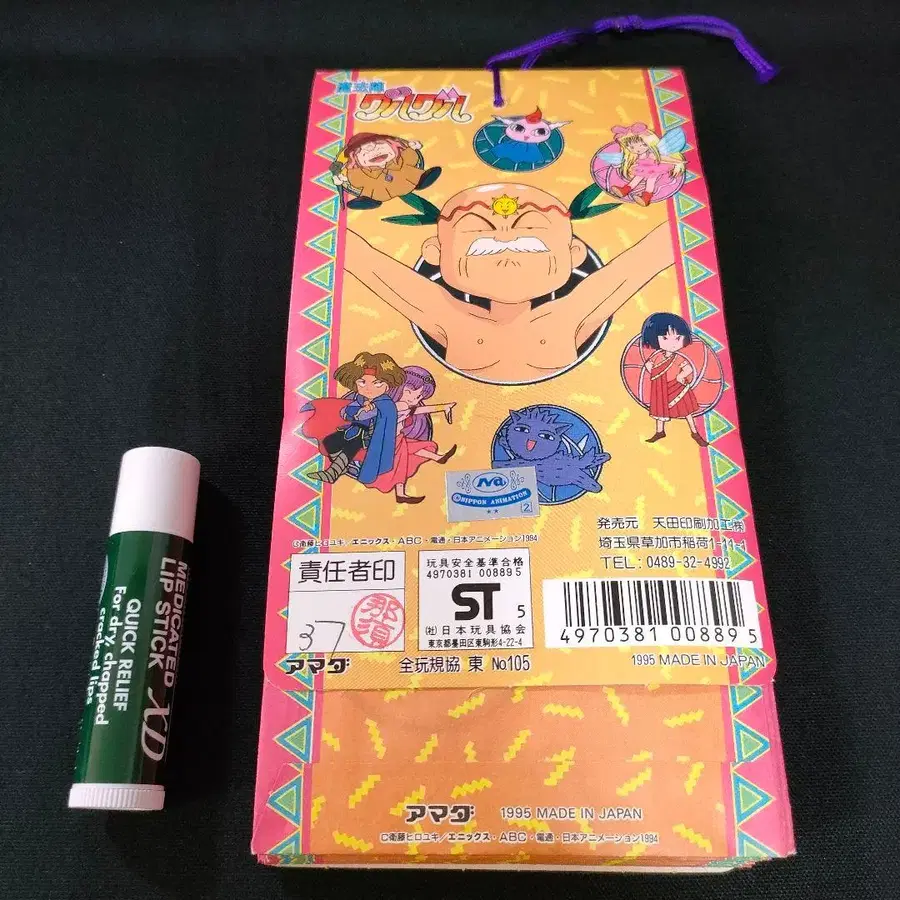 魔法陣
グルグル
Na
©NIPPON ANIMATION
2
発売元 天田印刷加工㈱
埼玉県草加市稲荷1-11-1
TEL:0489-32-4992
©衛藤ヒロユキ/エニックス・ABC・電通・日本アニメーション1994
責任者印
那須
37
玩具安全基準合格
4970381 008895
ST 5
(社)日本玩具協会
東京都墨田区東駒形4-22-4
4970381 008895
アマダ
全玩規協 東 No105
1995 MADE IN JAPAN
アマダ 1995 MADE IN JAPAN
©衛藤ヒロユキ/エニックス・ABC・電通・日本アニメーション1994
MEDICATED
LIP STICK XD
QUICK RELIEF
For dry, chapped
cracked lips